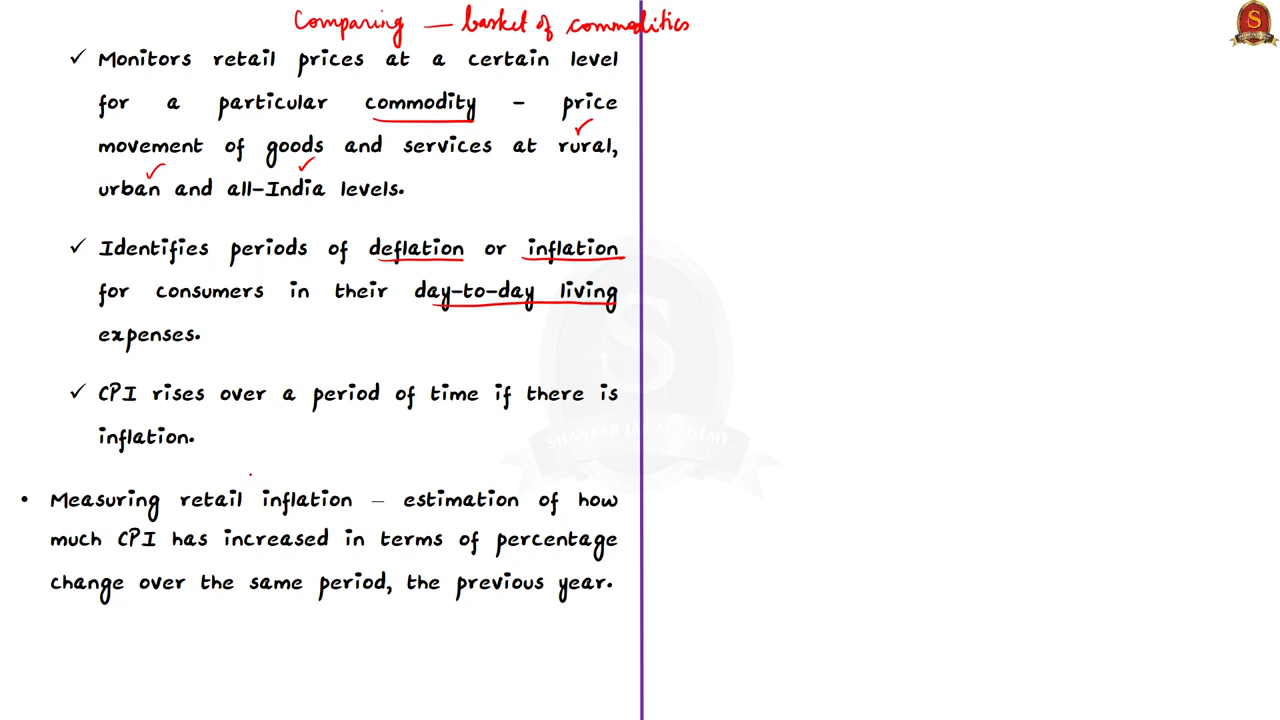 Comparing — basket of commodities
✓ Monitors retail prices at a certain level
for a particular commodity - price
movement of goods and services at rural,
urban and all-India levels.
✓ Identifies periods of deflation or inflation
for consumers in their day-to-day living
expenses.
✓ CPI rises over a period of time if there is
inflation.
SHANKAR IAS ACADEMY
• Measuring retail inflation – estimation of how
much CPI has increased in terms of percentage
change over the same period, the previous year.